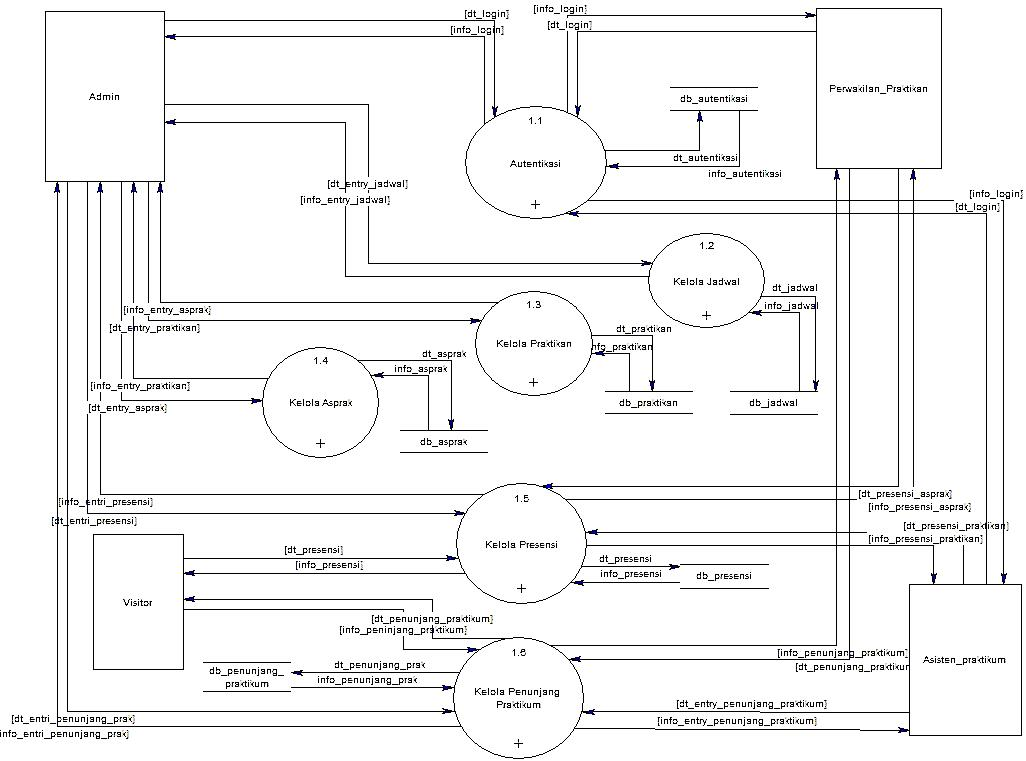 [dt_login]
[info_login]
[info_login]
[dt_login]
Admin
Perwakilan_Praktikan
db_autentikasi
1.1
Autentikasi
dt_autentikasi
info_autentikasi
[dt_entry_jadwal]
[info_entry_jadwal]
[info_login]
[dt_login]
1.2
Kelola Jadwal
dt_jadwal
info_jadwal
[info_entry_asprak]
[dt_entry_praktikan]
1.3
Kelola Praktikan
dt_praktikan
nfo_praktikan
1.4
Kelola Asprak
dt_asprak
info_asprak
[info_entry_praktikan]
[dt_entry_asprak]
db_praktikan
db_jadwal
db_asprak
[info_entri_presensi]
[dt_entri_presensi]
1.5
Kelola Presensi
[dt_presensi_asprak]
[info_presensi_asprak]
[dt_presensi_praktikan]
[info_presensi_praktikan]
[dt_presensi]
[info_presensi]
dt_presensi
info_presensi
db_presensi
Visitor
[dt_penunjang_praktikum]
[info_peninjang_praktikum]
1.6
Kelola Penunjang
Praktikum
[info_penunjang_praktikum]
[dt_penunjang_praktikun
Asisten_praktikum
db_penunjang_
praktikum
dt_penunjang_prak
info_penunjang_prak
[dt_entry_penunjang_praktikum]
[info_entry_penunjang_praktikum]
[dt_entri_penunjang_prak]
info_entri_penunjang_prak]